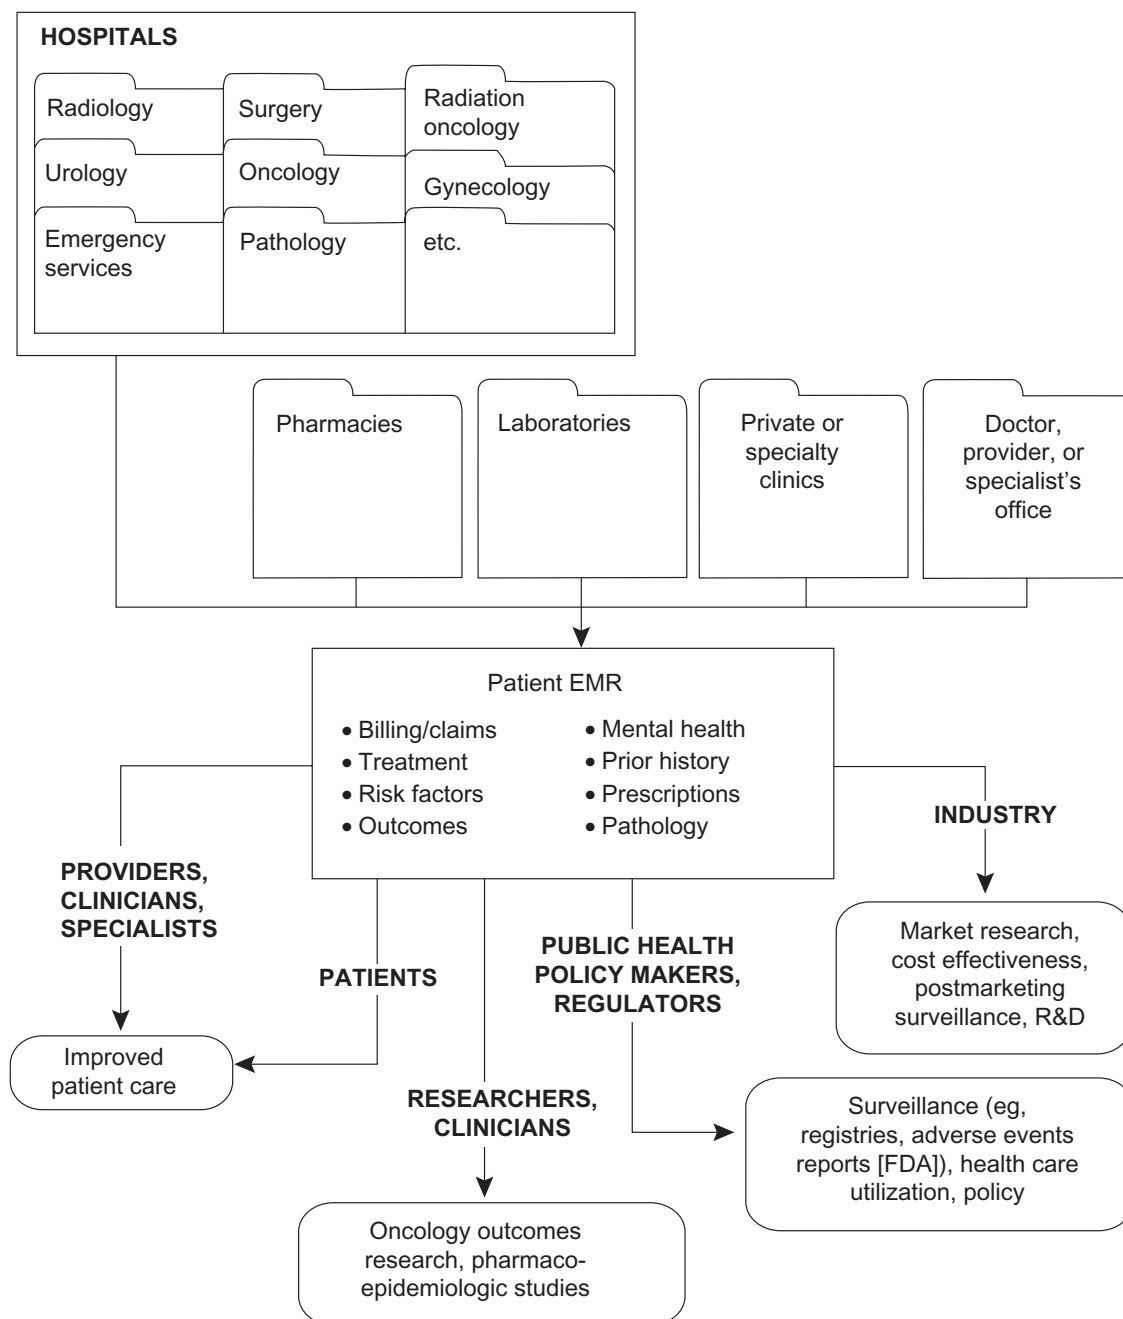 HOSPITALS
Radiology
Surgery
Radiation
oncology
Urology
Oncology
Gynecology
Emergency
services
Pathology
etc.
Pharmacies
Laboratories
Private or
specialty
clinics
Doctor,
provider, or
specialist's
office
Patient EMR
• Billing/claims
• Treatment
• Risk factors
• Outcomes
• Mental health
• Prior history
• Prescriptions
• Pathology
PROVIDERS,
CLINICIANS,
SPECIALISTS
PATIENTS
RESEARCHERS,
CLINICIANS
PUBLIC HEALTH
POLICY MAKERS,
REGULATORS
INDUSTRY
Improved
patient care
Oncology outcomes
research, pharmaco-
epidemiologic studies
Surveillance (eg,
registries, adverse events
reports [FDA]), health care
utilization, policy
Market research,
cost effectiveness,
postmarketing
surveillance, R&D